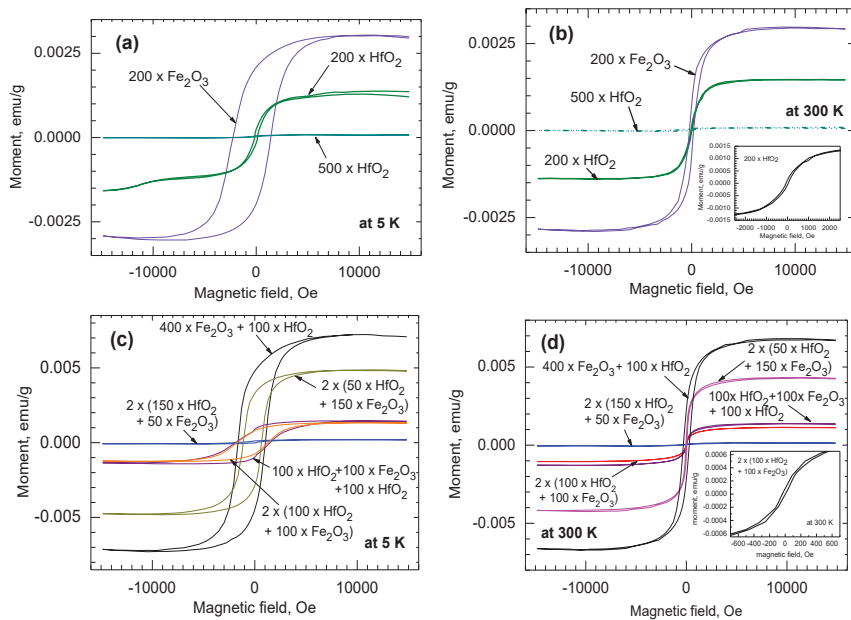 (a)
200 x Fe2O3
200 x HfO2
500 x HfO2
at 5 K
0.0025
0.0000
-0.0025
Moment, emu/g
-10000 0 10000
Magnetic field, Oe
(b)
200 x Fe2O3
500 x HfO2
at 300 K
200 x HfO2
0.0025
0.0000
-0.0025
Moment, emu/g
-10000 0 10000
Magnetic field, Oe
200 x HfO2
0.0015
0.0010
0.0005
0.0000
-0.0005
-0.0010
-0.0015
Moment, emu/g
-2000 -1000 0 1000 2000
Magnetic field, Oe
(c)
400 x Fe2O3 + 100 x HfO2
2 x (50 x HfO2
+ 150 x Fe2O3)
2 x (150 x HfO2
+ 50 x Fe2O3)
100 x HfO2+100 x Fe2O3
+100 x HfO2
2 x (100 x HfO2
+ 100 x Fe2O3)
at 5 K
0.005
0.000
-0.005
Moment, emu/g
-10000 0 10000
Magnetic field, Oe
(d)
2 x (50 x HfO2
+ 150 x Fe2O3)
400 x Fe2O3 + 100 x HfO2
100x HfO2+100x Fe2O3
+ 100 x HfO2
2 x (150 x HfO2
+ 50 x Fe2O3)
2 x (100 x HfO2
+ 100 x Fe2O3)
at 300 K
0.005
0.000
-0.005
Moment, emu/g
-10000 0 10000
Magnetic field, Oe
2 x (100 x HfO2
+ 100 x Fe2O3)
at 300 K
0.0006
0.0004
0.0002
0.0000
-0.0002
-0.0004
-0.0006
moment, emu/g
-600 -400 -200 0 200 400 600
magnetic field, Oe